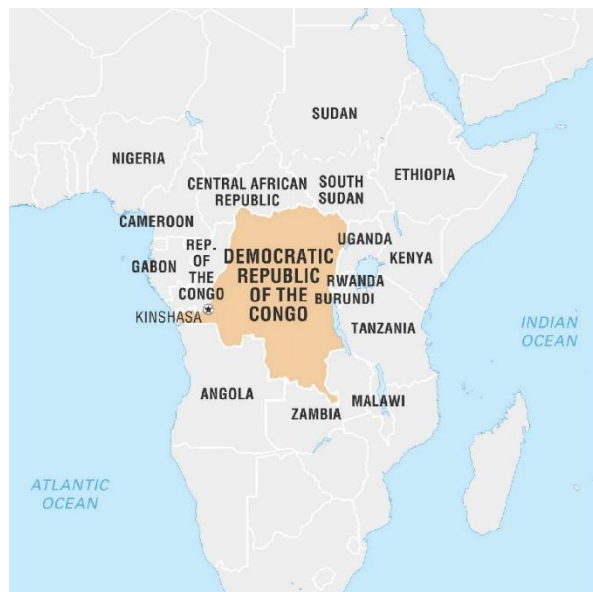 SUDAN
NIGERIA
ETHIOPIA
CENTRAL AFRICAN
REPUBLIC
SOUTH
SUDAN
CAMEROON
UGANDA
KENYA
REP.
OF
THE
CONGO
GABON
DEMOCRATIC
REPUBLIC
OF THE
CONGO
RWANDA
BURUNDI
KINSHASA
TANZANIA
INDIAN
OCEAN
ANGOLA
ZAMBIA
MALAWI
ATLANTIC
OCEAN